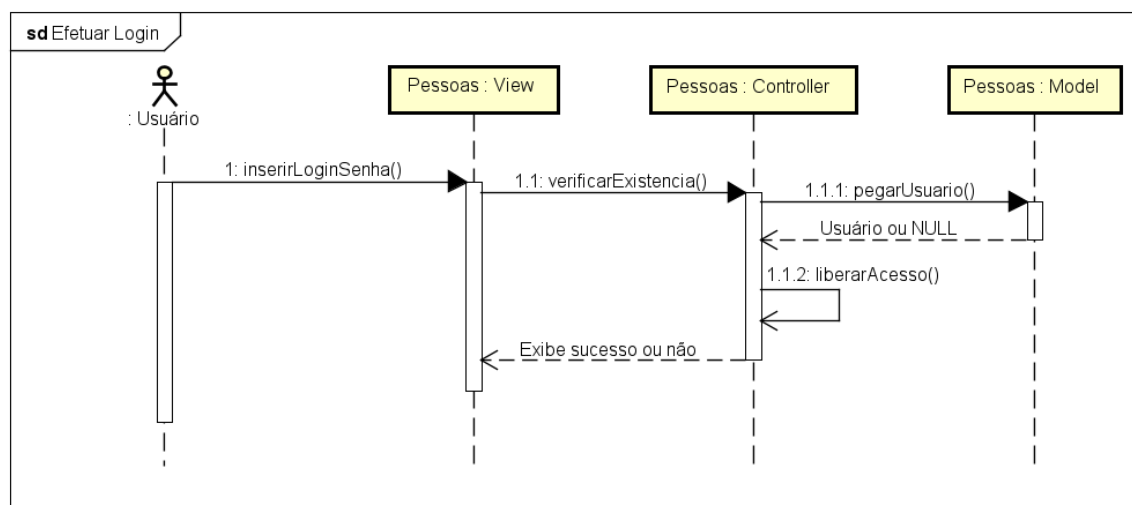 sd Efetuar Login
: Usuário
Pessoas : View
Pessoas : Controller
Pessoas : Model
1: inserirLoginSenha()
1.1: verificarExistencia()
1.1.1: pegarUsuario()
Usuário ou NULL
1.1.2: liberarAcesso()
Exibe sucesso ou não